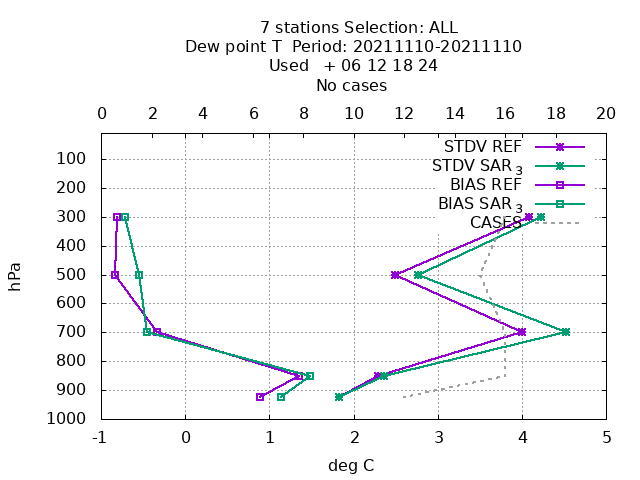 7 stations Selection: ALL
Dew point T  Period: 20211110-20211110
Used   + 06 12 18 24
No cases
0 2 4 6 8 10 12 14 16 18 20
STDV REF
STDV SAR 3
BIAS REF
BIAS SAR 3
CASES
100
200
300
400
500
600
700
800
900
1000
hPa
-1 0 1 2 3 4 5
deg C